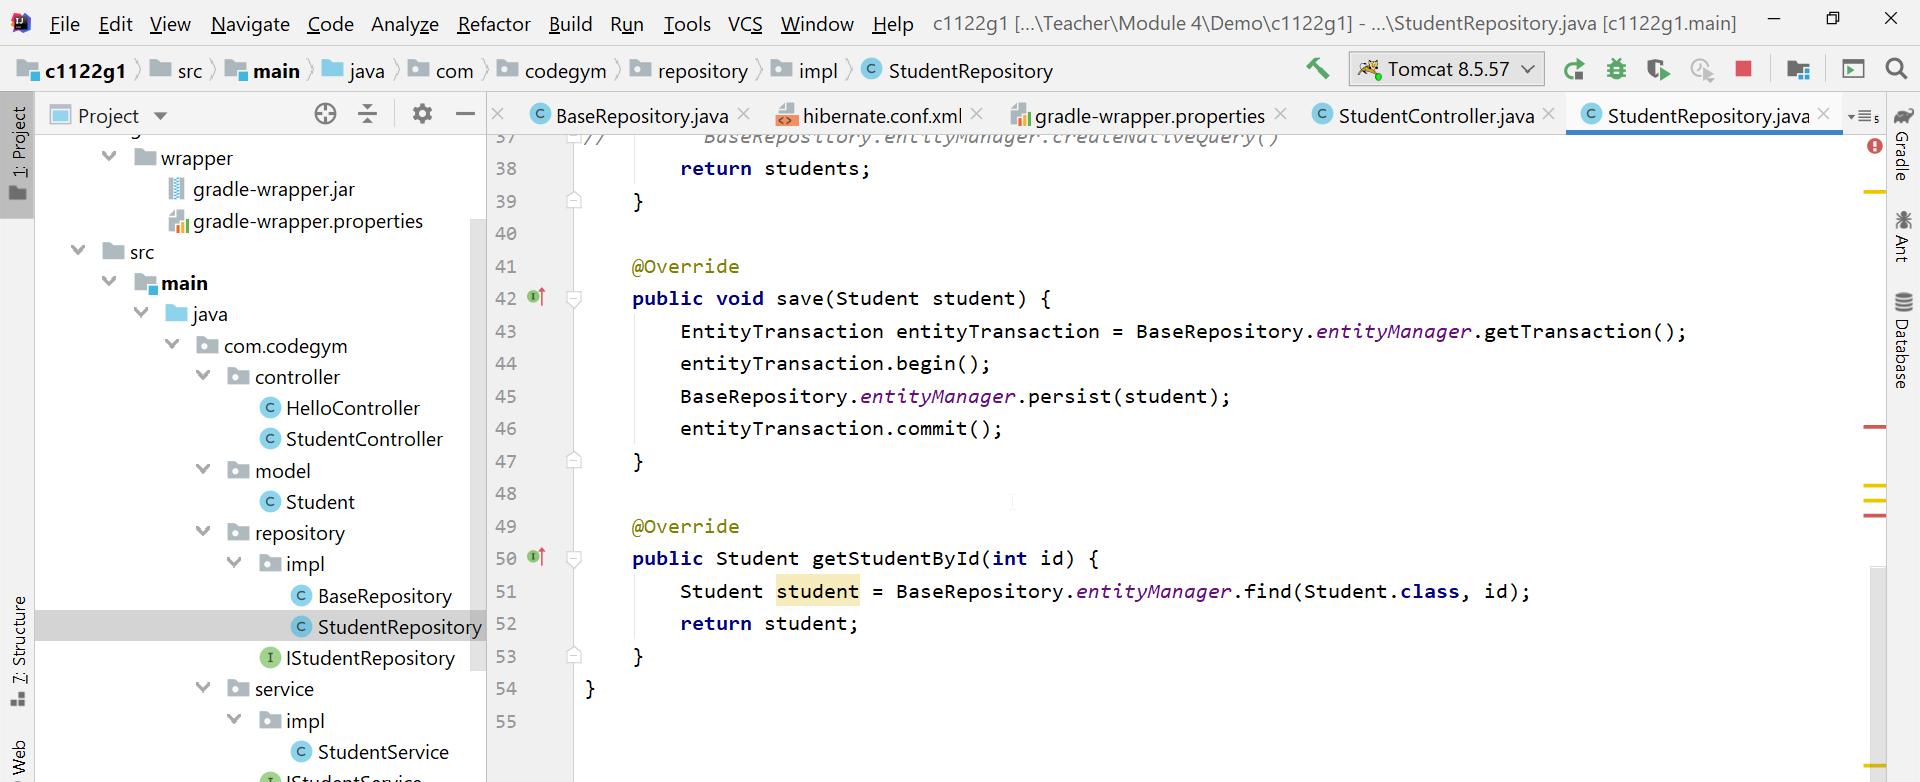 File Edit View Navigate Code Analyze Refactor Build Run Tools VCS Window Help c1122g1 [...\Teacher\Module 4\Demo\c1122g1] - ...\StudentRepository.java [c1122g1.main]
c1122g1 src main java com codegym repository impl StudentRepository Tomcat 8.5.57
Project BaseRepository.java hibernate.conf.xml gradle-wrapper.properties StudentController.java StudentRepository.java 5
1: Project
7: Structure
Web
wrapper
gradle-wrapper.jar
gradle-wrapper.properties
src
main
java
com.codegym
controller
HelloController
StudentController
model
Student
repository
impl
BaseRepository
StudentRepository
IStudentRepository
service
impl
StudentService
IStudentService
37 // BaseRepository.entityManager.createNativeQuery()
38 return students;
39 }
40
41 @Override
42 public void save(Student student) {
43 EntityTransaction entityTransaction = BaseRepository.entityManager.getTransaction();
44 entityTransaction.begin();
45 BaseRepository.entityManager.persist(student);
46 entityTransaction.commit();
47 }
48
49 @Override
50 public Student getStudentById(int id) {
51 Student student = BaseRepository.entityManager.find(Student.class, id);
52 return student;
53 }
54 }
55
Gradle
Ant
Database